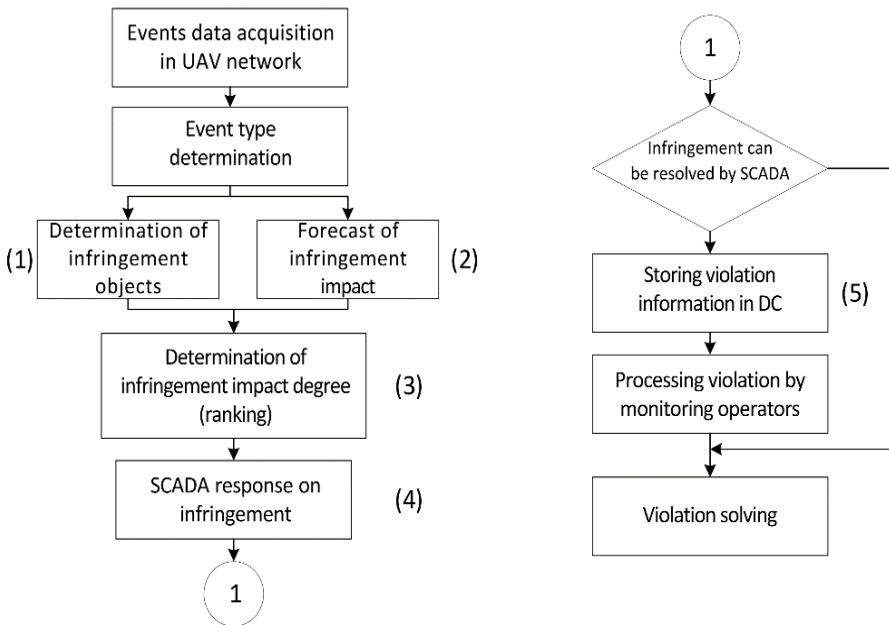 Events data acquisition
in UAV network
Event type
determination
(1)
Determination of
infringement
objects
Forecast of
infringement
impact
(2)
Determination of
infringement impact degree
(ranking)
(3)
SCADA response on
infringement
(4)
1
1
Infringement can
be resolved by SCADA
Storing violation
information in DC
(5)
Processing violation by
monitoring operators
Violation solving